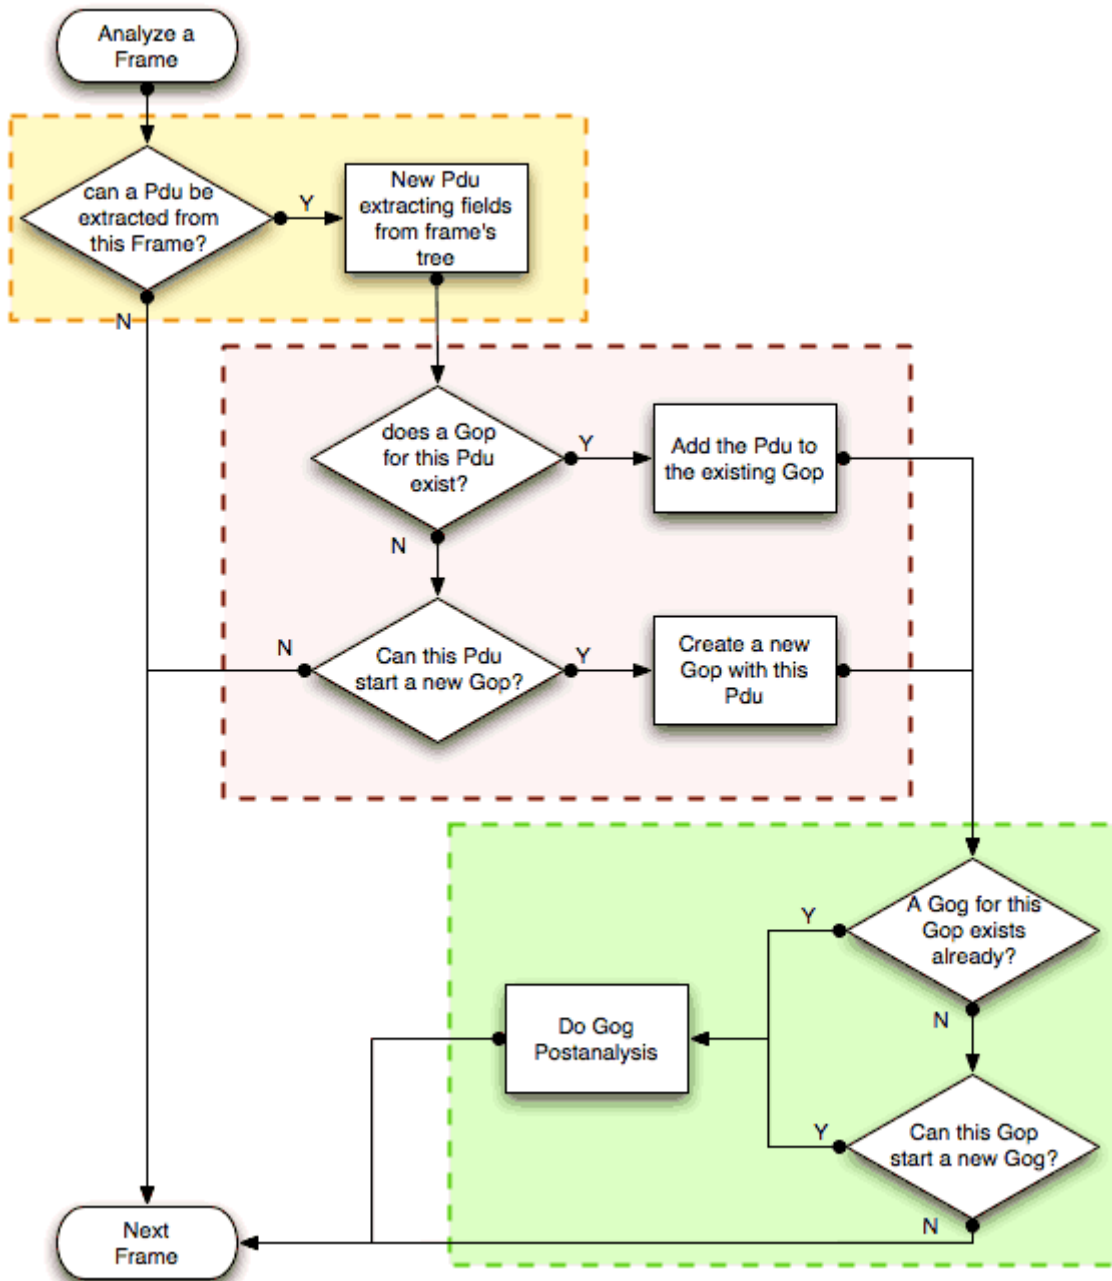 Analyze a
Frame
can a Pdu be
extracted from
this Frame?
Y
New Pdu
extracting fields
from frame's
tree
N
does a Gop
for this Pdu
exist?
Y
Add the Pdu to
the existing Gop
N
N
Can this Pdu
start a new Gop?
Y
Create a new
Gop with this
Pdu
A Gog for this
Gop exists
already?
Y
N
Do Gog
Postanalysis
Can this Gop
start a new Gog?
Y
N
Next
Frame